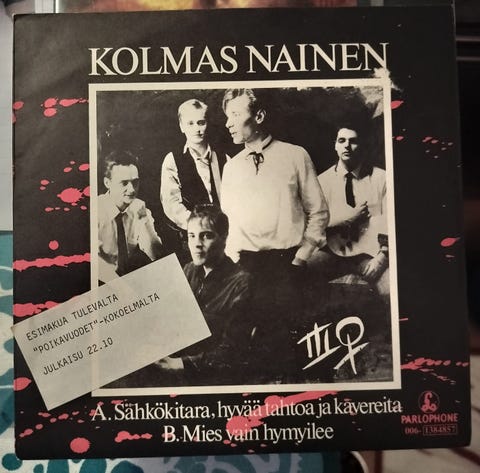 KOLMAS NAINEN
ESIMAKUA TULEVALTA
"POIKAVUODET"-KOKOELMALTA
JULKAISU 22.10
III
A. Sähkökitara, hyvää tahtoa ja kavereita
B. Mies vain hymyilee
PARLOPHONE
006-1384857